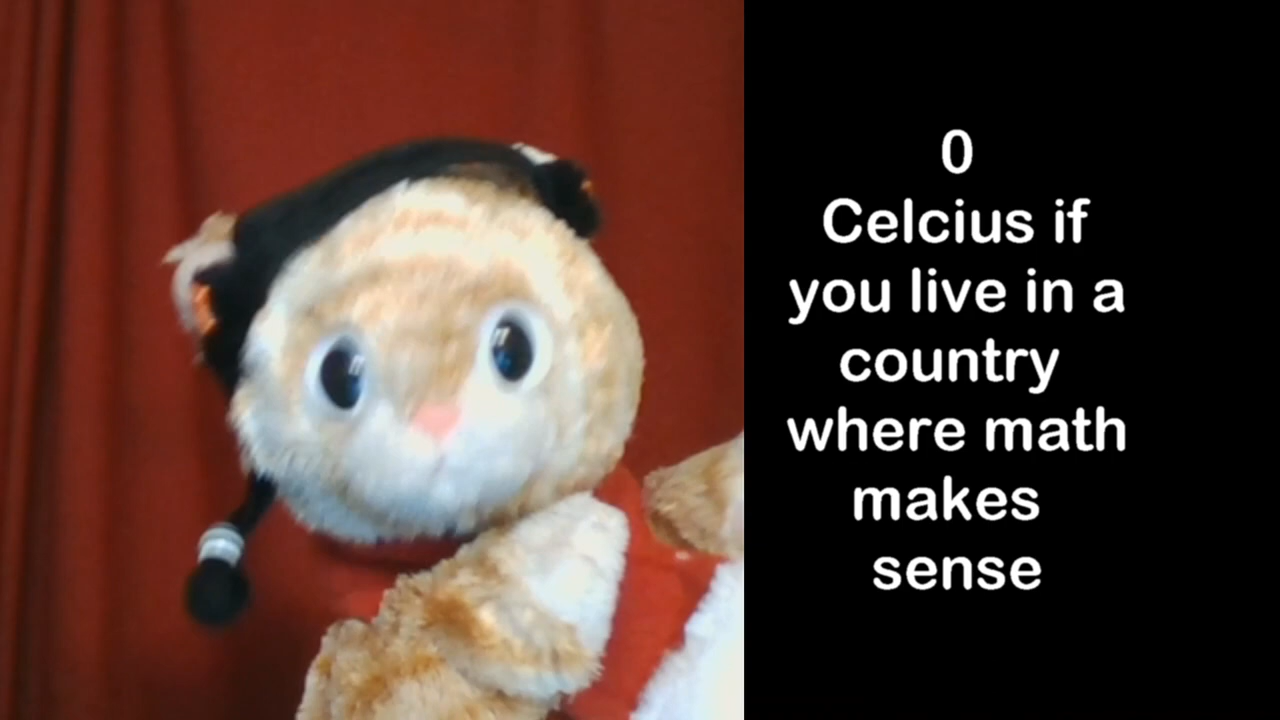 0
Celcius if
you live in a
country
where math
makes
sense